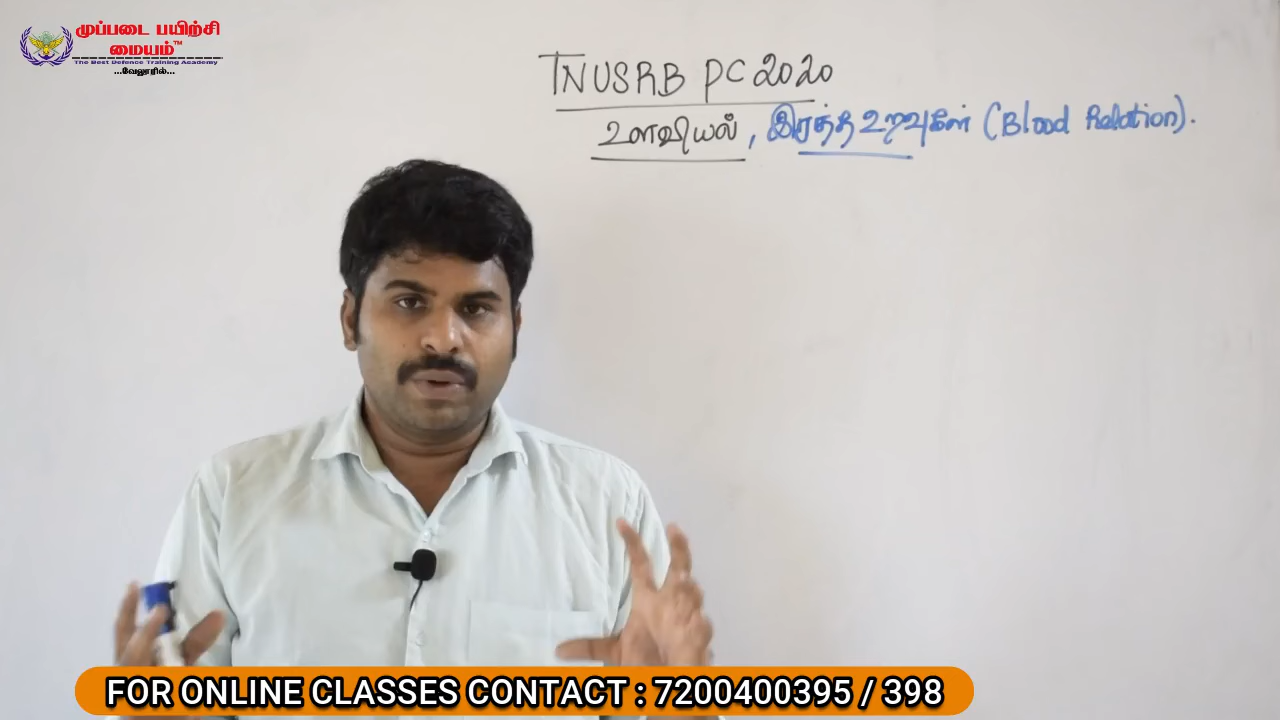 முப்படை பயிற்சி
மையம்™
The Best Defence Training Academy
...வேலூரில்...
TNUSRB PC 2020
உளவியல், இரத்த உறவுகள் (Blood Relation).
FOR ONLINE CLASSES CONTACT : 7200400395 / 398